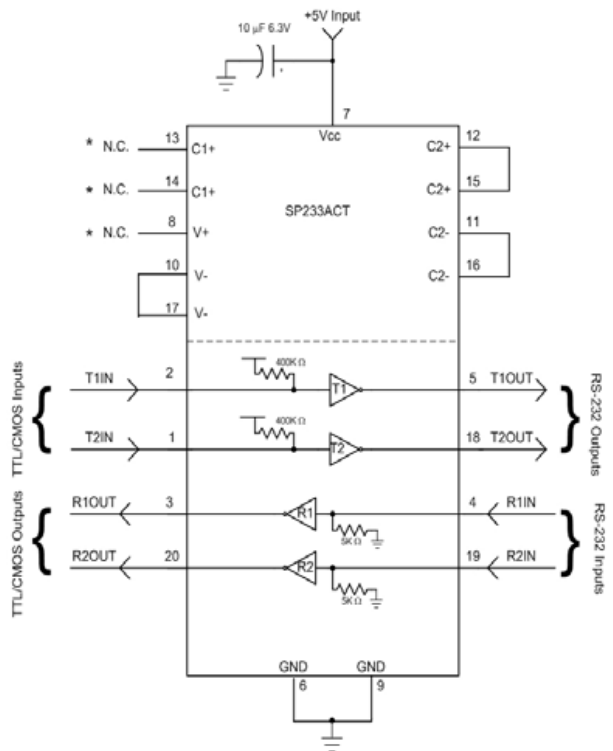 +5V Input
10 µF 6.3V
+
7
Vcc
* N.C. 13 C1+
C2+ 12
* N.C. 14 C1+
C2+ 15
SP233ACT
* N.C. 8 V+
C2- 11
10 V-
C2- 16
17 V-
TTL/CMOS Inputs
T1IN 2 400K Ω T1 5 T1OUT
T2IN 1 400K Ω T2 18 T2OUT
RS-232 Outputs
TTL/CMOS Outputs
R1OUT 3 R1 5K Ω 4 R1IN
R2OUT 20 R2 5K Ω 19 R2IN
RS-232 Inputs
GND GND
6 9